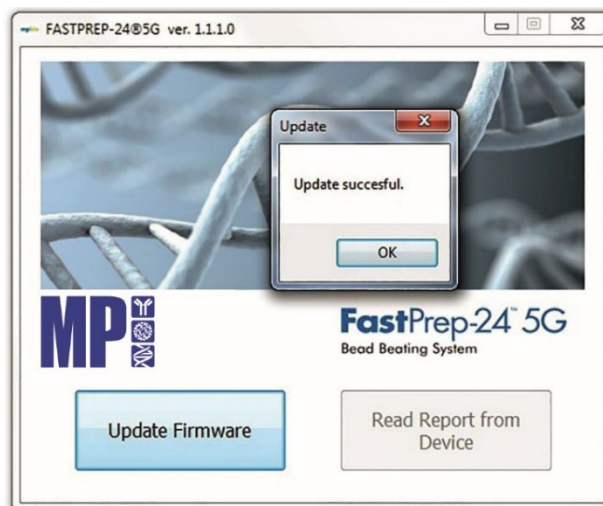 FASTPREP-24®5G ver. 1.1.1.0
Update
Update succesful.
OK
MP
FastPrep-24™ 5G
Bead Beating System
Update Firmware
Read Report from
Device